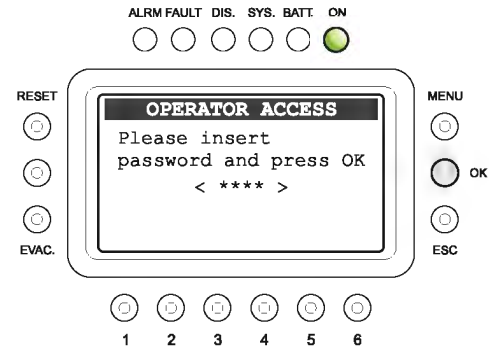 ALRM FAULT DIS. SYS. BATT. ON
RESET
MENU
OPERATOR ACCESS
Please insert
password and press OK
< **** >
OK
EVAC.
ESC
1 2 3 4 5 6